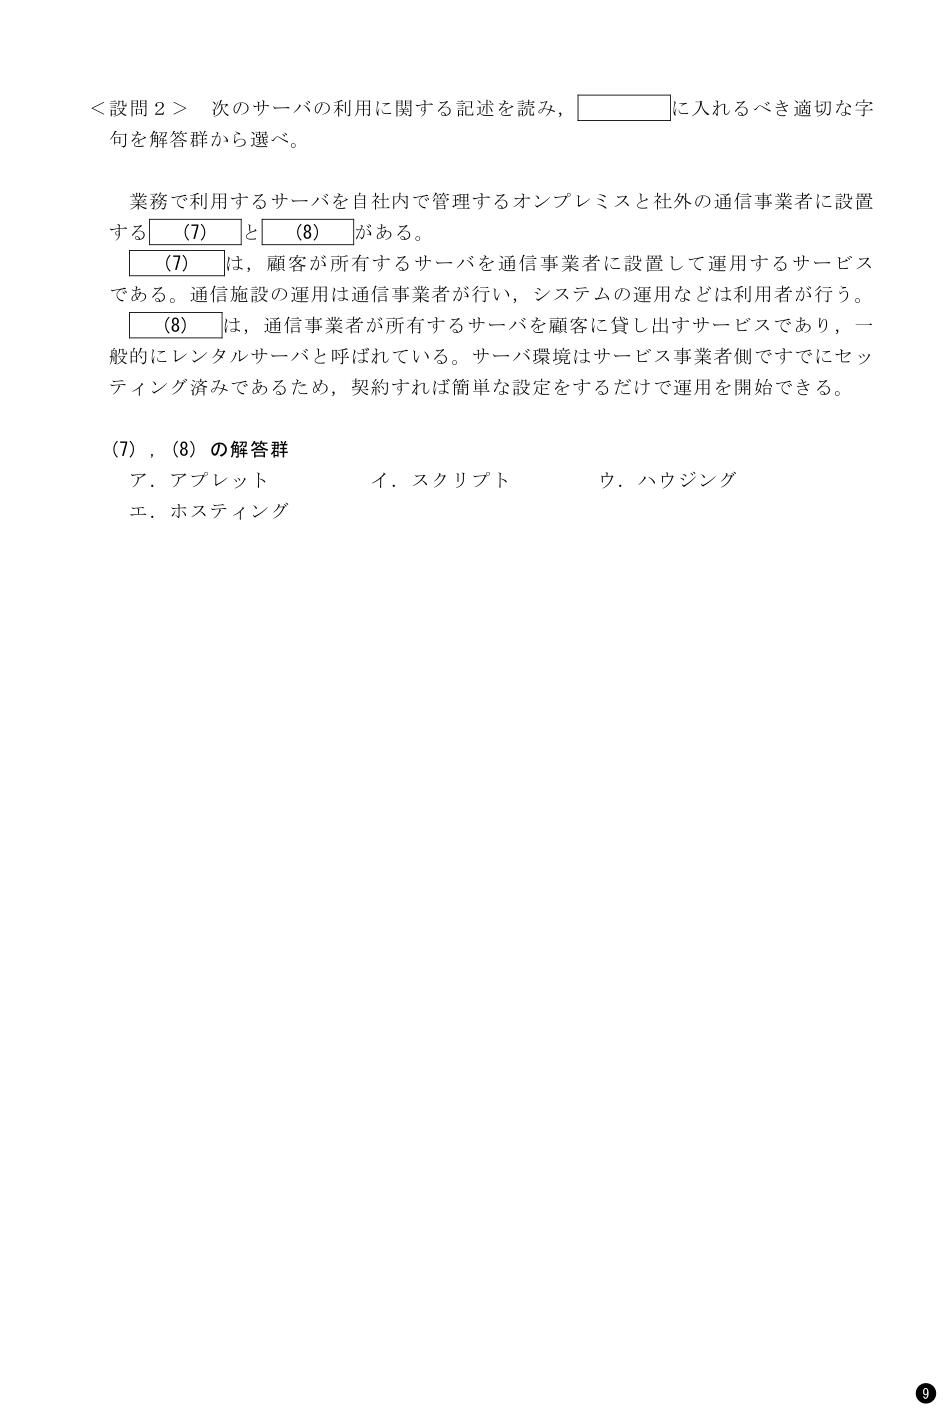 ＜設問２＞　次のサーバの利用に関する記述を読み，　　　　に入れるべき適切な字
句を解答群から選べ。
業務で利用するサーバを自社内で管理するオンプレミスと社外の通信事業者に設置
する (7) と (8) がある。
(7) は，顧客が所有するサーバを通信事業者に設置して運用するサービス
である。通信施設の運用は通信事業者が行い，システムの運用などは利用者が行う。
(8) は，通信事業者が所有するサーバを顧客に貸し出すサービスであり，一
般的にレンタルサーバと呼ばれている。サーバ環境はサービス事業者側ですでにセッ
ティング済みであるため，契約すれば簡単な設定をするだけで運用を開始できる。
(7)，(8) の解答群
ア．アプレット　イ．スクリプト　ウ．ハウジング
エ．ホスティング
9